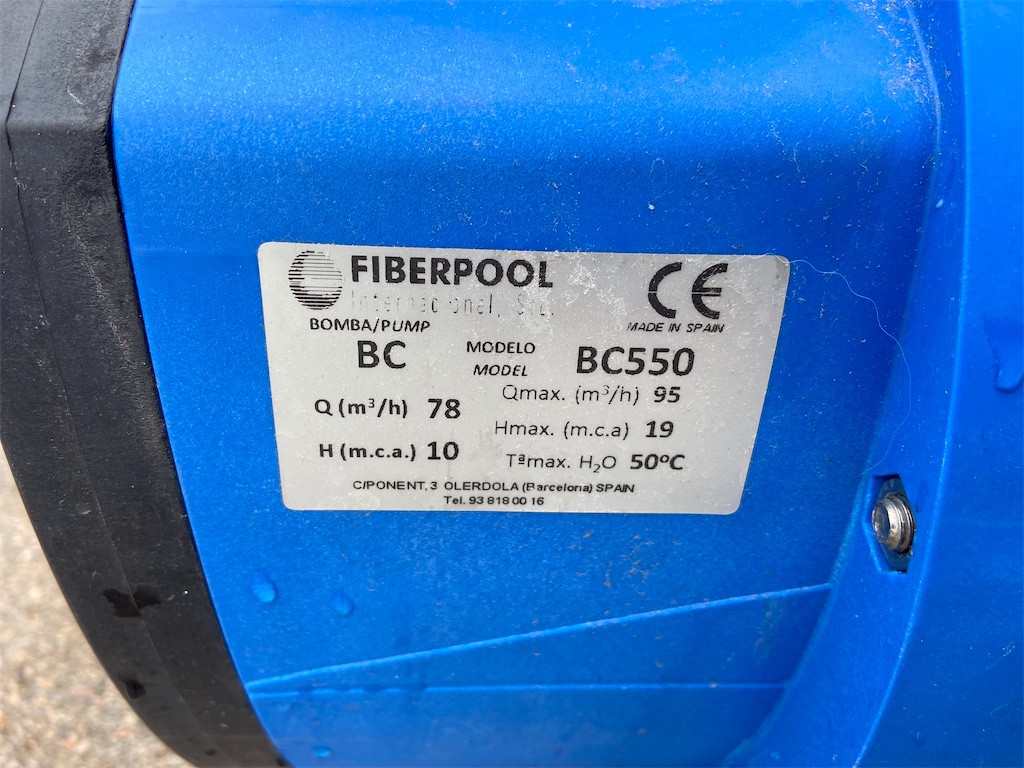 FIBERPOOL
Internacional, S.L.
CE
MADE IN SPAIN
BOMBA/PUMP
BC
MODELO
MODEL
BC550
Q (m³/h) 78
H (m.c.a.) 10
Qmax. (m³/h) 95
Hmax. (m.c.a) 19
Tªmax. H₂O 50ºC
C/PONENT, 3 OLERDOLA (Barcelona) SPAIN
Tel. 93 818 00 16